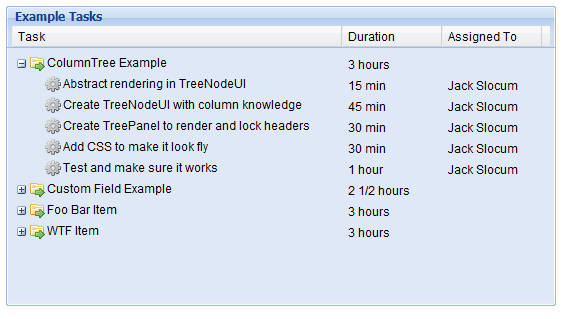 Example Tasks
Task Duration Assigned To
ColumnTree Example 3 hours
Abstract rendering in TreeNodeUI 15 min Jack Slocum
Create TreeNodeUI with column knowledge 45 min Jack Slocum
Create TreePanel to render and lock headers 30 min Jack Slocum
Add CSS to make it look fly 30 min Jack Slocum
Test and make sure it works 1 hour Jack Slocum
Custom Field Example 2 1/2 hours
Foo Bar Item 3 hours
WTF Item 3 hours